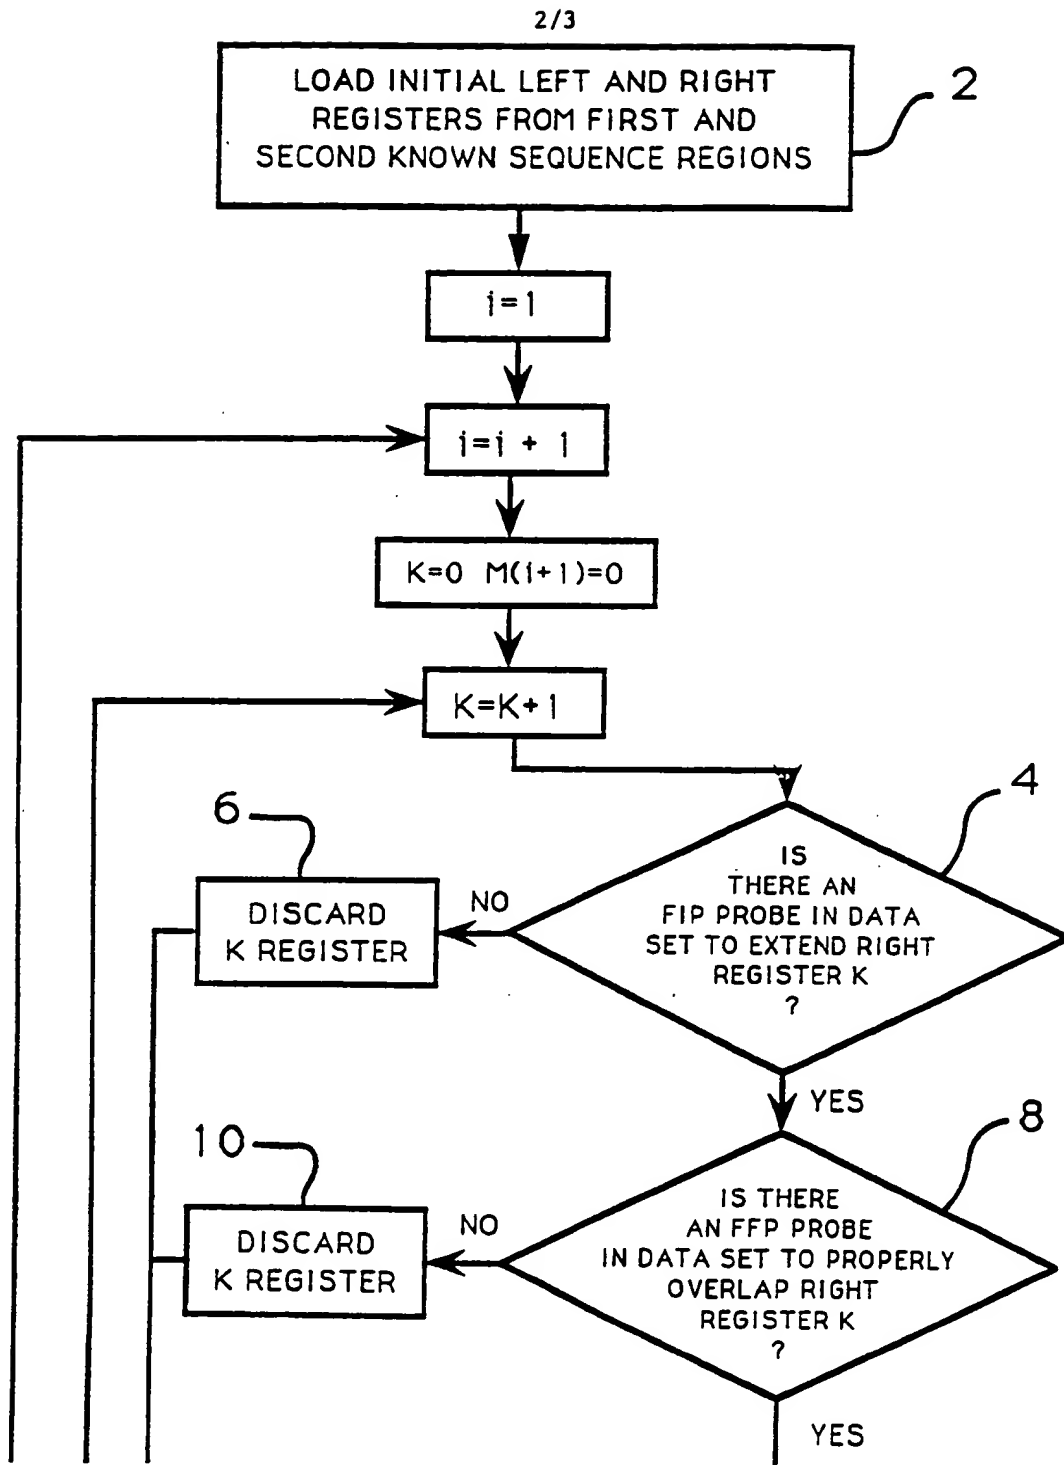 2/3
LOAD INITIAL LEFT AND RIGHT
REGISTERS FROM FIRST AND
SECOND KNOWN SEQUENCE REGIONS
2
i=1
i=i + 1
K=0 M(i+1)=0
K=K+1
4
IS
THERE AN
FIP PROBE IN DATA
SET TO EXTEND RIGHT
REGISTER K
?
NO
6
DISCARD
K REGISTER
YES
8
IS THERE
AN FFP PROBE
IN DATA SET TO PROPERLY
OVERLAP RIGHT
REGISTER K
?
NO
10
DISCARD
K REGISTER
YES